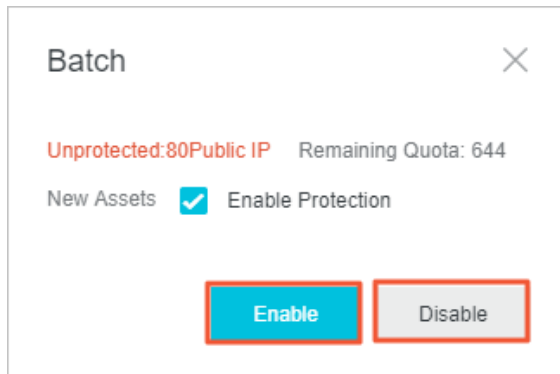 Batch
Unprotected:80Public IP Remaining Quota: 644
New Assets Enable Protection
Enable Disable